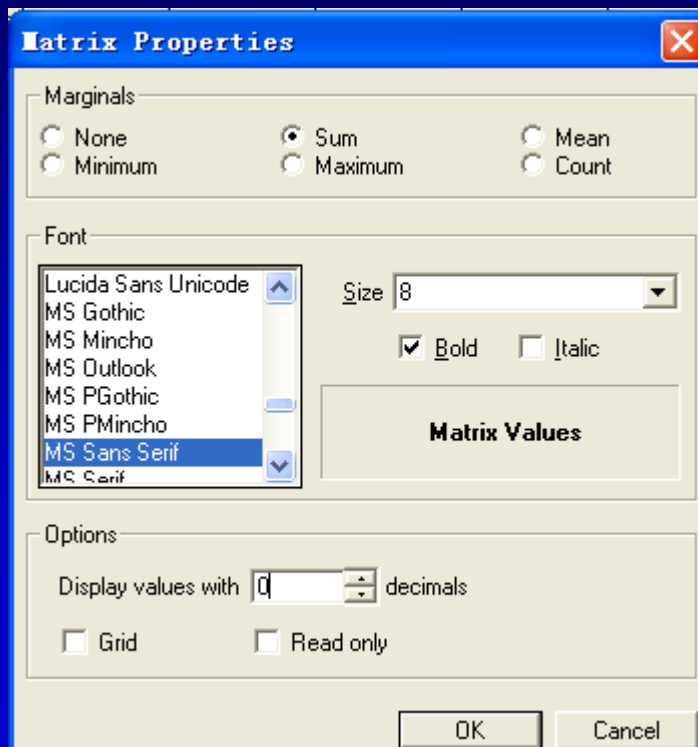 Matrix Properties
Marginals
None Sum Mean
Minimum Maximum Count
Font
Lucida Sans Unicode
MS Gothic
MS Mincho
MS Outlook
MS PGothic
MS PMincho
MS Sans Serif
MS Serif
Size 8
Bold Italic
Matrix Values
Options
Display values with 0 decimals
Grid Read only
OK Cancel